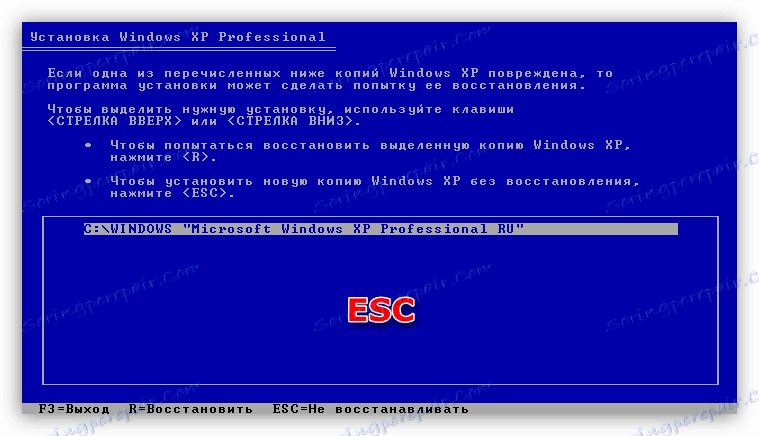 Установка Windows XP Professional
Если одна из перечисленных ниже копий Windows XP повреждена, то
программа установки может сделать попытку ее восстановления.
Чтобы выделить нужную установку, используйте клавиши
<СТРЕЛКА ВВЕРХ> или <СТРЕЛКА ВНИЗ>.
• Чтобы попытаться восстановить выделенную копию Windows XP,
нажмите <R>.
• Чтобы установить новую копию Windows XP без восстановления,
нажмите <ESC>.
C:\WINDOWS "Microsoft Windows XP Professional RU"
ESC
F3=Выход R=Восстановить ESC=Не восстанавливать